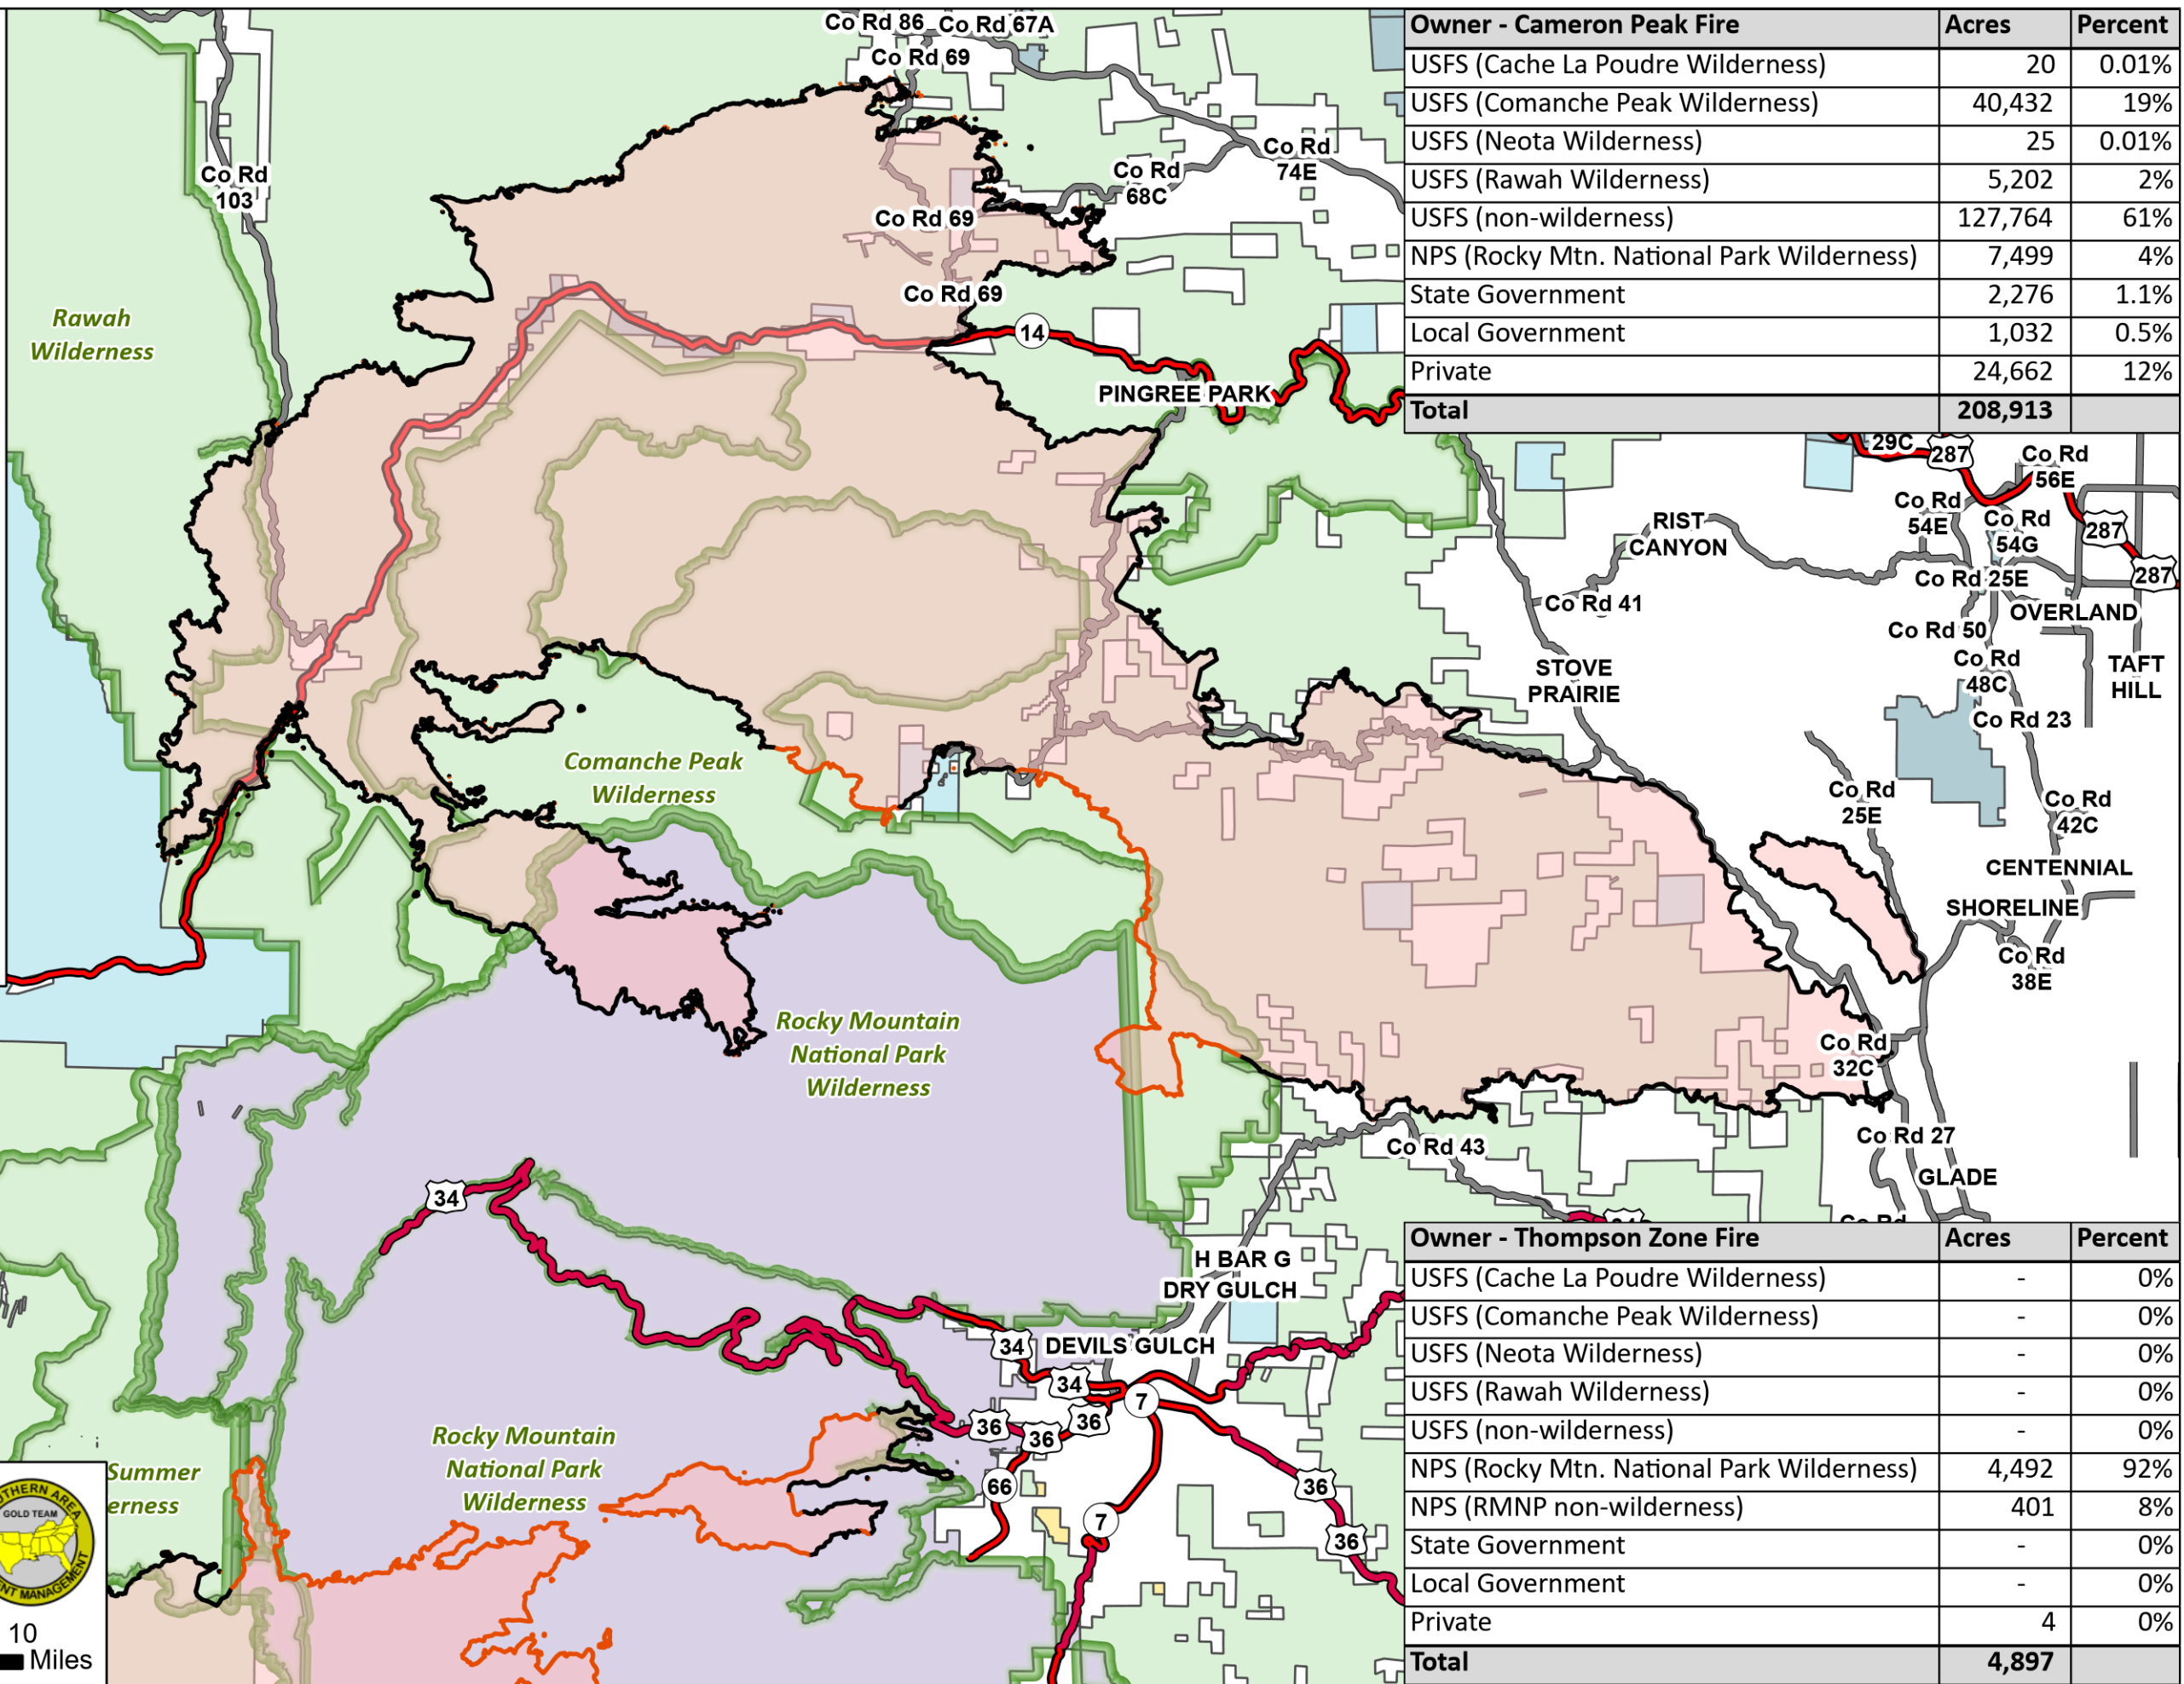 Co Rd 86
Co Rd 67A
Co Rd 69
Co Rd
103
Co Rd
74E
Co Rd
68C
Co Rd 69
Co Rd 69
14
PINGREE PARK
Rawah
Wilderness
Owner - Cameron Peak Fire Acres Percent
USFS (Cache La Poudre Wilderness) 20 0.01%
USFS (Comanche Peak Wilderness) 40,432 19%
USFS (Neota Wilderness) 25 0.01%
USFS (Rawah Wilderness) 5,202 2%
USFS (non-wilderness) 127,764 61%
NPS (Rocky Mtn. National Park Wilderness) 7,499 4%
State Government 2,276 1.1%
Local Government 1,032 0.5%
Private 24,662 12%
Total 208,913
29C
287
Co Rd
56E
Co Rd
54E
Co Rd
54G
287
287
RIST
CANYON
Co Rd 25E
Co Rd 41
OVERLAND
Co Rd 50
Co Rd
48C
TAFT
HILL
STOVE
PRAIRIE
Co Rd 23
Comanche Peak
Wilderness
Co Rd
25E
Co Rd
42C
CENTENNIAL
SHORELINE
Co Rd
38E
Rocky Mountain
National Park
Wilderness
Co Rd
32C
Co Rd 43
Co Rd 27
GLADE
Co Rd
34
H BAR G
DRY GULCH
DEVILS GULCH
34
34
7
36
36
36
66
7
36
36
Rocky Mountain
National Park
Wilderness
Summer
erness
GOLD TEAM
10
Miles
Owner - Thompson Zone Fire Acres Percent
USFS (Cache La Poudre Wilderness) - 0%
USFS (Comanche Peak Wilderness) - 0%
USFS (Neota Wilderness) - 0%
USFS (Rawah Wilderness) - 0%
USFS (non-wilderness) - 0%
NPS (Rocky Mtn. National Park Wilderness) 4,492 92%
NPS (RMNP non-wilderness) 401 8%
State Government - 0%
Local Government - 0%
Private 4 0%
Total 4,897